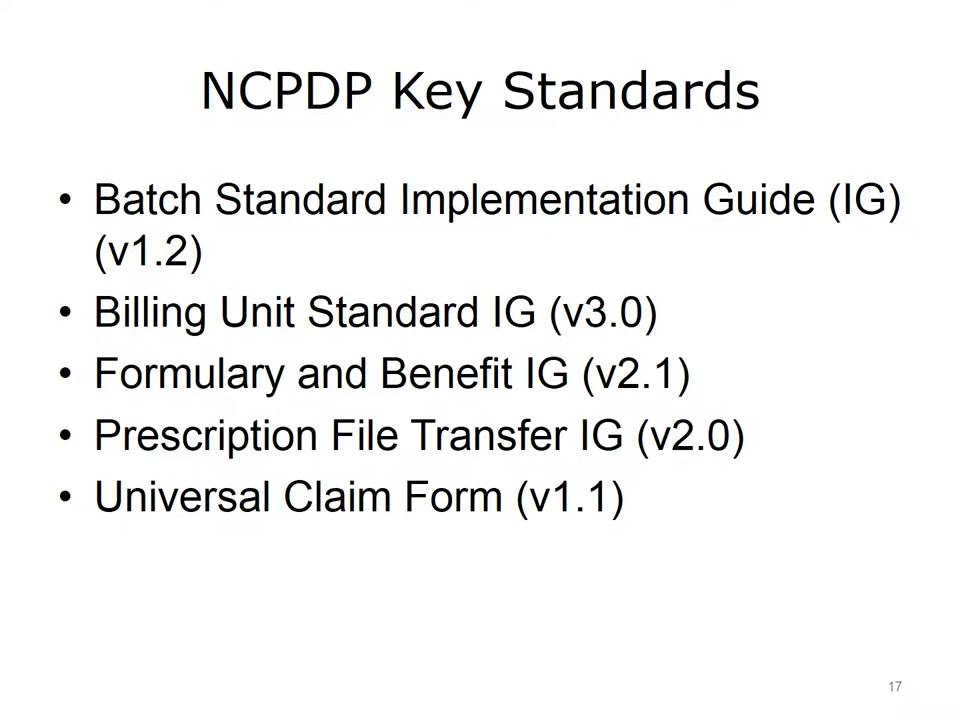 NCPDP Key Standards
• Batch Standard Implementation Guide (IG)
(v1.2)
• Billing Unit Standard IG (v3.0)
• Formulary and Benefit IG (v2.1)
• Prescription File Transfer IG (v2.0)
• Universal Claim Form (v1.1)
17